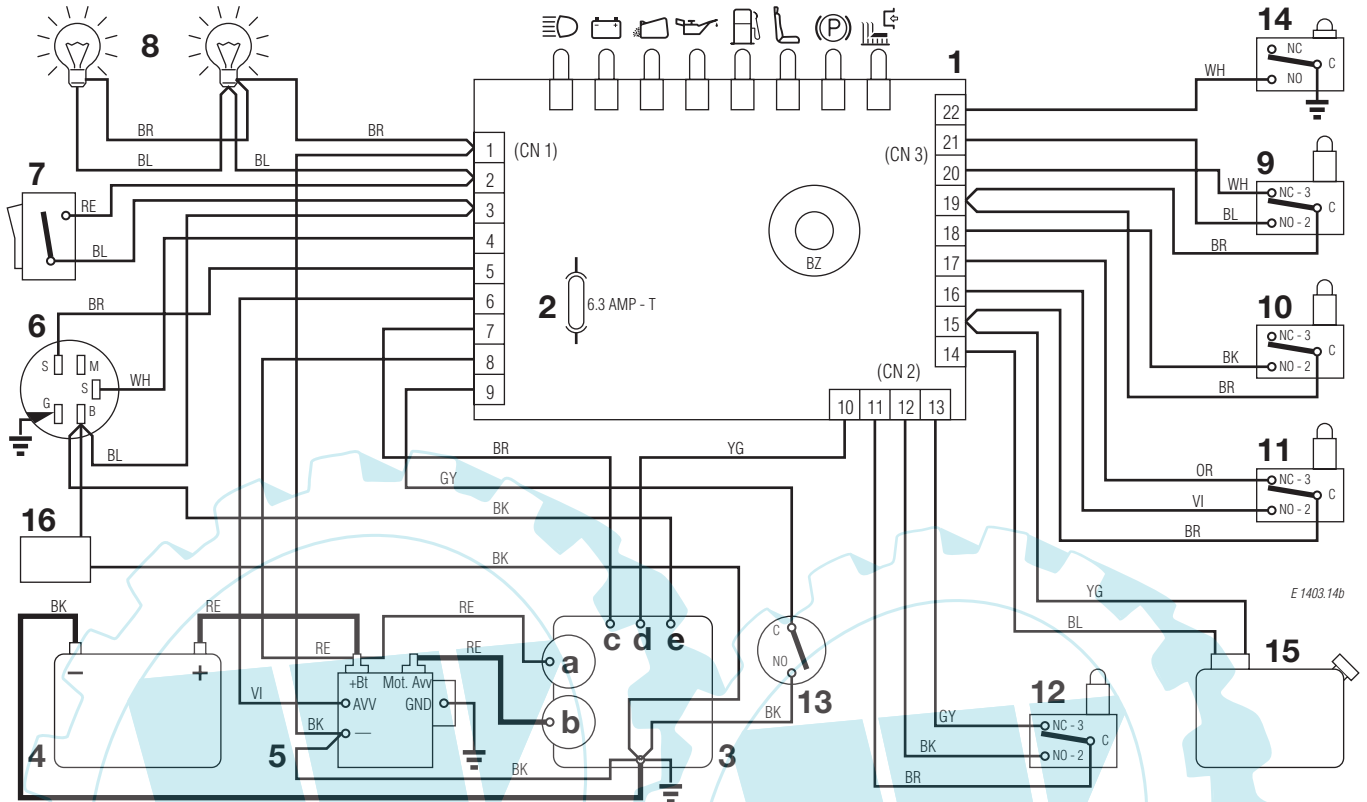 8
1
14
NC
C
NO
WH
BR
BR
BL
BL
7
RE
BL
1
2
3
4
5
6
7
8
9
(CN 1)
(CN 3)
22
21
20
19
18
17
16
15
14
BZ
2
6.3 AMP - T
(CN 2)
10
11
12
13
P
9
WH
NC - 3
C
BL
NO - 2
BR
10
NC - 3
C
BK
NO - 2
BR
11
OR
NC - 3
C
VI
NO - 2
BR
6
BR
S
M
S
WH
G
B
BL
BR
YG
GY
BK
BK
16
E 1403.14b
YG
BL
15
BK
RE
RE
RE
RE
−
+
4
+Bt
Mot. Avv
AVV
GND
—
VI
BK
5
BK
a
b
c
d
e
3
C
NO
13
BK
12
GY
NC - 3
C
BK
NO - 2
BR